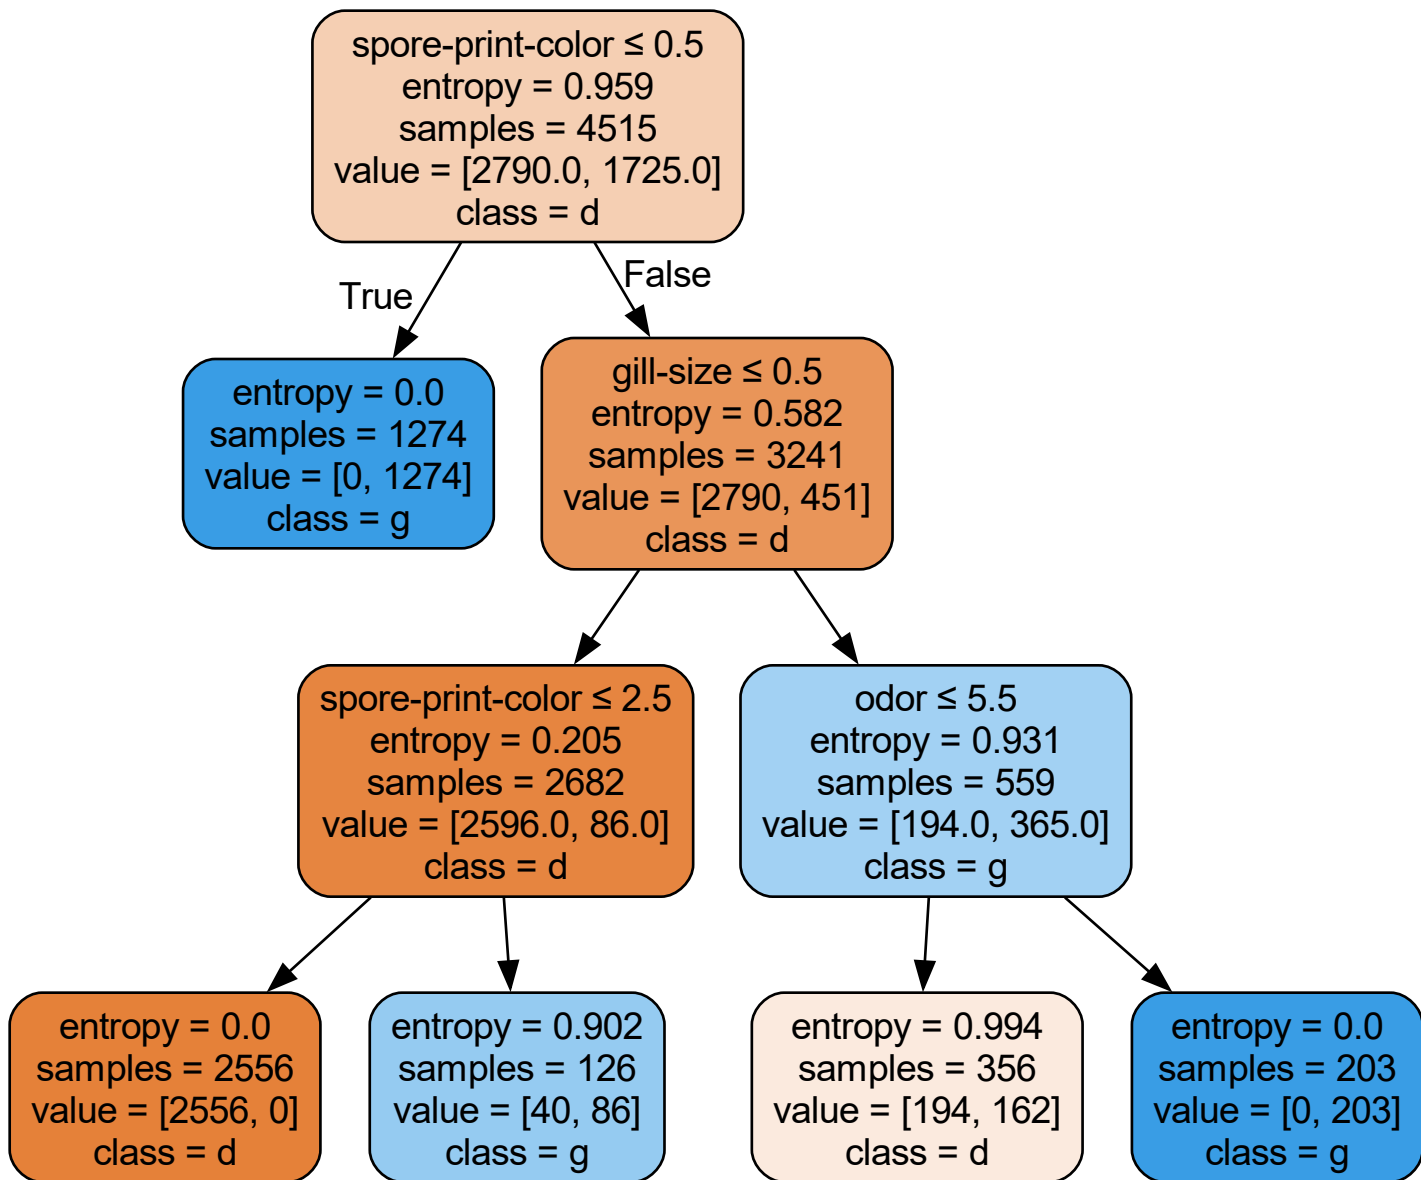 spore-print-color ≤ 0.5
entropy = 0.959
samples = 4515
value = [2790.0, 1725.0]
class = d
True
False
entropy = 0.0
samples = 1274
value = [0, 1274]
class = g
gill-size ≤ 0.5
entropy = 0.582
samples = 3241
value = [2790, 451]
class = d
spore-print-color ≤ 2.5
entropy = 0.205
samples = 2682
value = [2596.0, 86.0]
class = d
odor ≤ 5.5
entropy = 0.931
samples = 559
value = [194.0, 365.0]
class = g
entropy = 0.0
samples = 2556
value = [2556, 0]
class = d
entropy = 0.902
samples = 126
value = [40, 86]
class = g
entropy = 0.994
samples = 356
value = [194, 162]
class = d
entropy = 0.0
samples = 203
value = [0, 203]
class = g